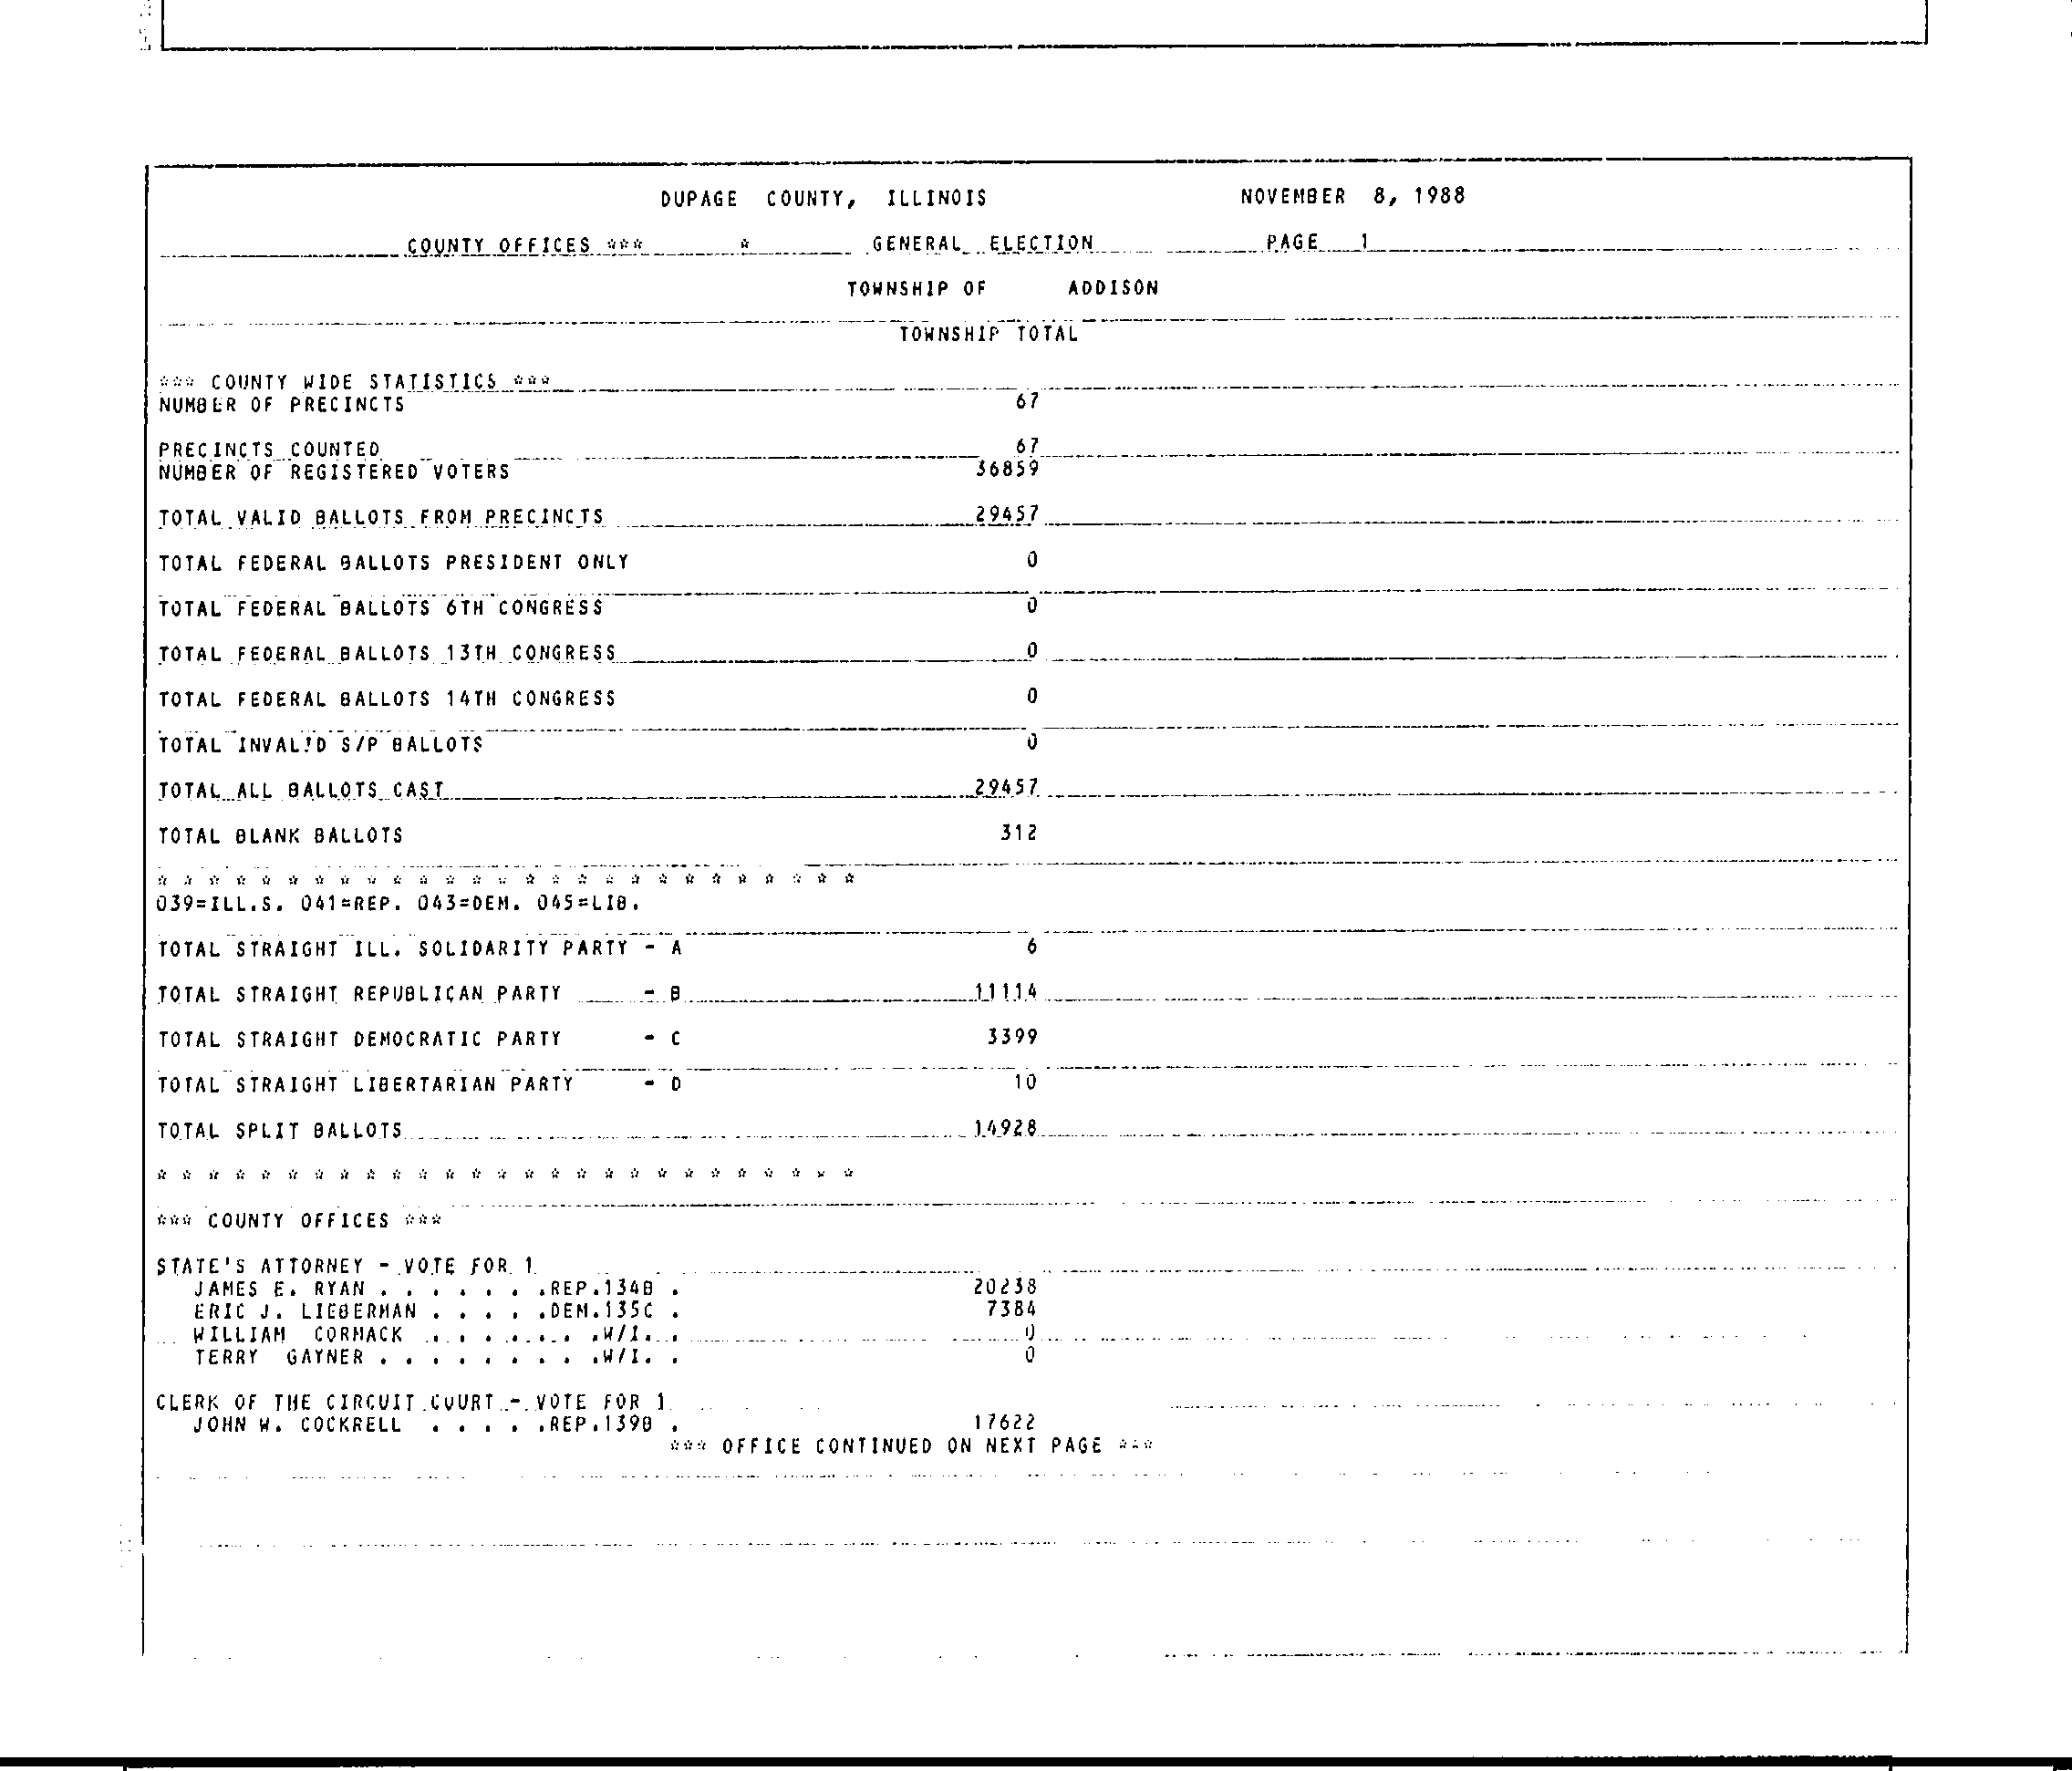 DUPAGE COUNTY, ILLINOIS NOVEMBER 8, 1988
COUNTY OFFICES *** * GENERAL ELECTION PAGE 1
TOWNSHIP OF ADDISON
TOWNSHIP TOTAL
*** COUNTY WIDE STATISTICS ***
NUMBER OF PRECINCTS 67
PRECINCTS COUNTED 67
NUMBER OF REGISTERED VOTERS 36859
TOTAL VALID BALLOTS FROM PRECINCTS 29457
TOTAL FEDERAL BALLOTS PRESIDENT ONLY 0
TOTAL FEDERAL BALLOTS 6TH CONGRESS 0
TOTAL FEDERAL BALLOTS 13TH CONGRESS 0
TOTAL FEDERAL BALLOTS 14TH CONGRESS 0
TOTAL INVALID S/P BALLOTS 0
TOTAL ALL BALLOTS CAST 29457
TOTAL BLANK BALLOTS 312
* * * * * * * * * * * * * * * * * * * * * * * * * * *
039=ILL.S. 041=REP. 043=DEM. 045=LIB.
TOTAL STRAIGHT ILL. SOLIDARITY PARTY - A 6
TOTAL STRAIGHT REPUBLICAN PARTY - B 11114
TOTAL STRAIGHT DEMOCRATIC PARTY - C 3399
TOTAL STRAIGHT LIBERTARIAN PARTY - D 10
TOTAL SPLIT BALLOTS 14928
* * * * * * * * * * * * * * * * * * * * * * * * * * *
*** COUNTY OFFICES ***
STATE'S ATTORNEY - VOTE FOR 1
JAMES E. RYAN . . . . . . .REP.134B . 20238
ERIC J. LIEBERMAN . . . . .DEM.135C . 7384
WILLIAM CORMACK . . . . . . .W/I. . 0
TERRY GAYNER . . . . . . . . .W/I. . 0
CLERK OF THE CIRCUIT COURT - VOTE FOR 1
JOHN W. COCKRELL . . . . .REP.139B . 17622
*** OFFICE CONTINUED ON NEXT PAGE ***